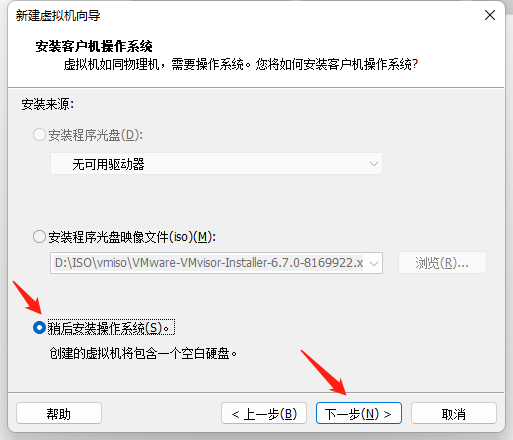 新建虚拟机向导
安装客户机操作系统
虚拟机如同物理机，需要操作系统。您将如何安装客户机操作系统?
安装来源:
安装程序光盘(D):
无可用驱动器
安装程序光盘映像文件(iso)(M):
D:\ISO\vmiso\VMware-VMvisor-Installer-6.7.0-8169922.x
浏览(R)...
稍后安装操作系统(S)。
创建的虚拟机将包含一个空白硬盘。
帮助
< 上一步(B)
下一步(N) >
取消